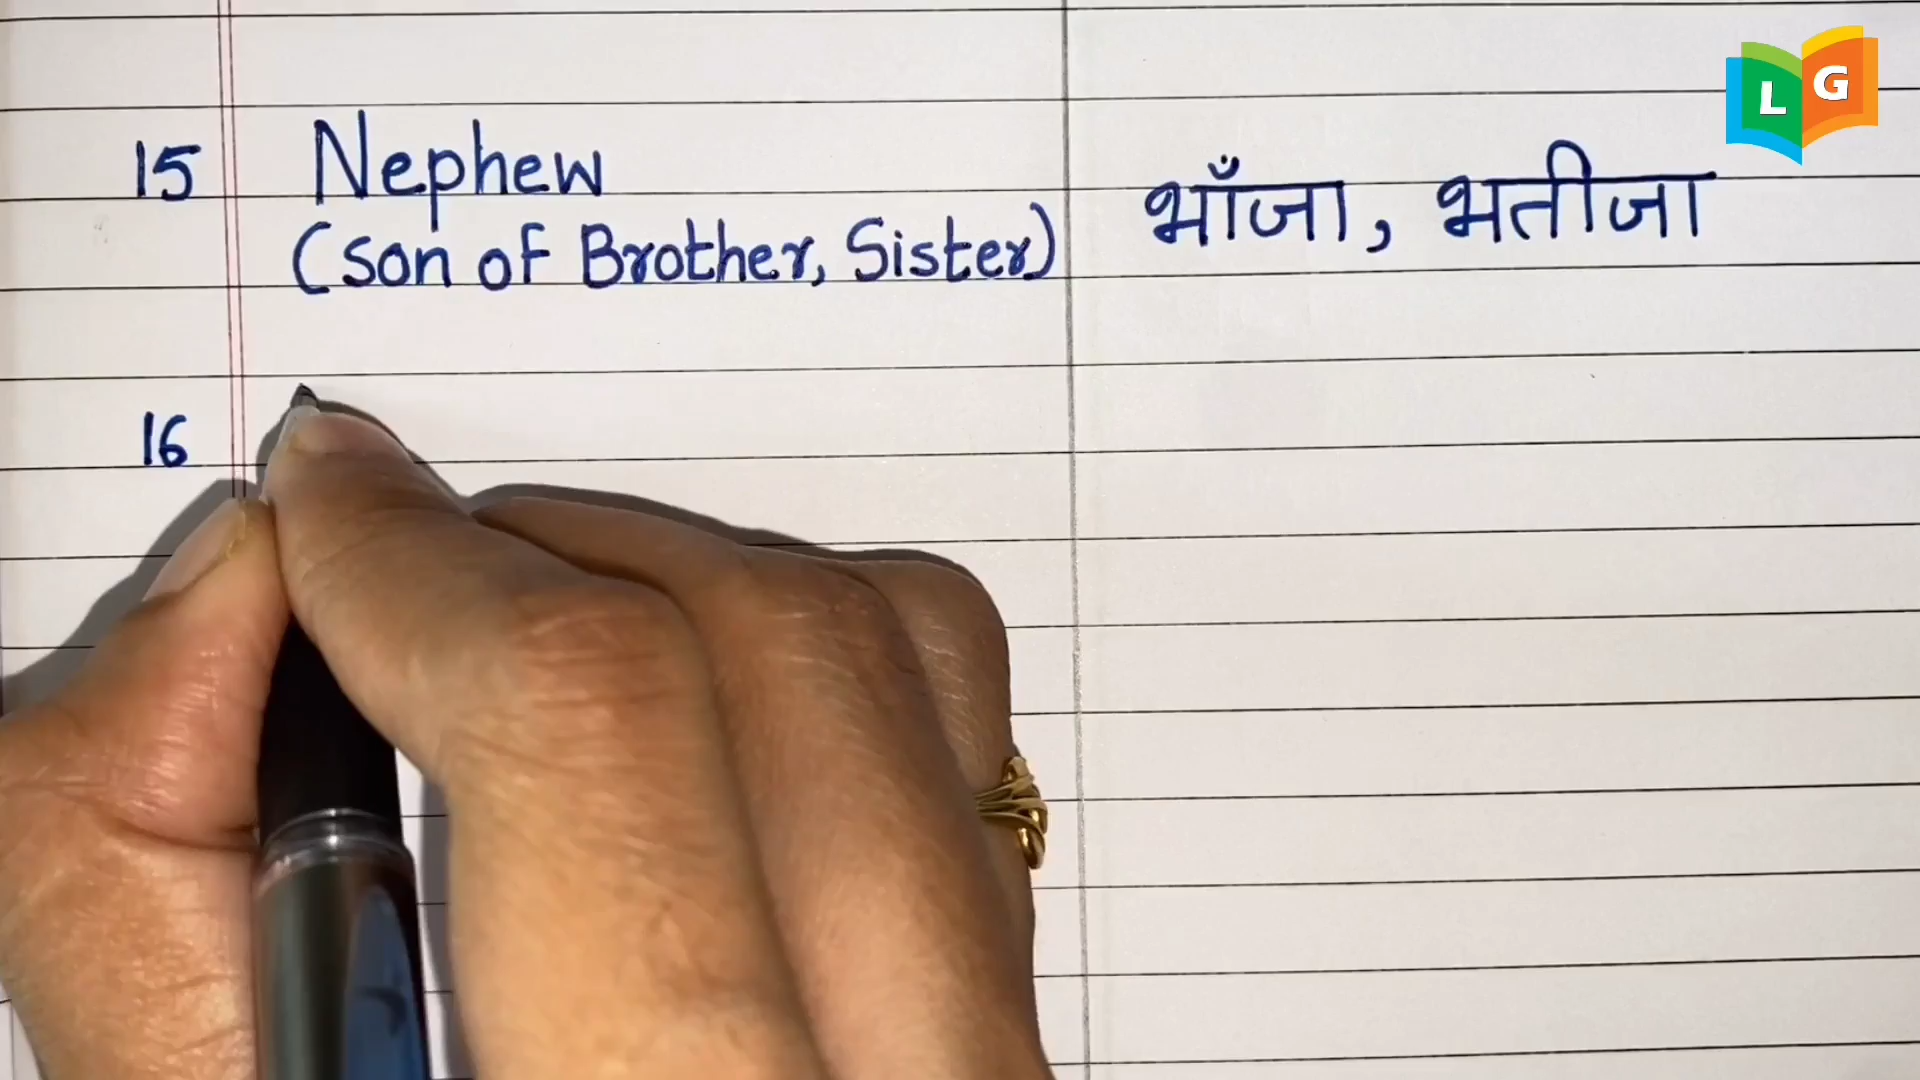 L G
15 Nephew
(son of Brother, Sister)
भाँजा, भतीजा
16